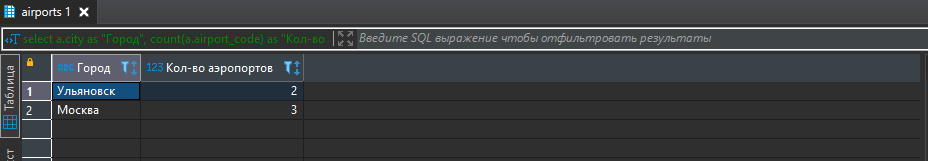 airports 1
select a.city as "Город", count(a.airport_code) as "Кол-во
Введите SQL выражение чтобы отфильтровать результаты
Таблица
ABC Город 123 Кол-во аэропортов
1 Ульяновск 2
2 Москва 3
ст